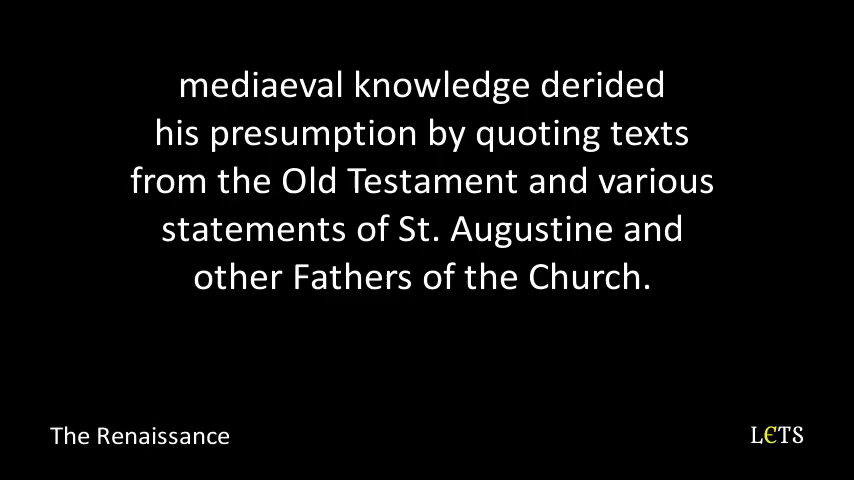 mediaeval knowledge derided
his presumption by quoting texts
from the Old Testament and various
statements of St. Augustine and
other Fathers of the Church.
The Renaissance
LЄTS